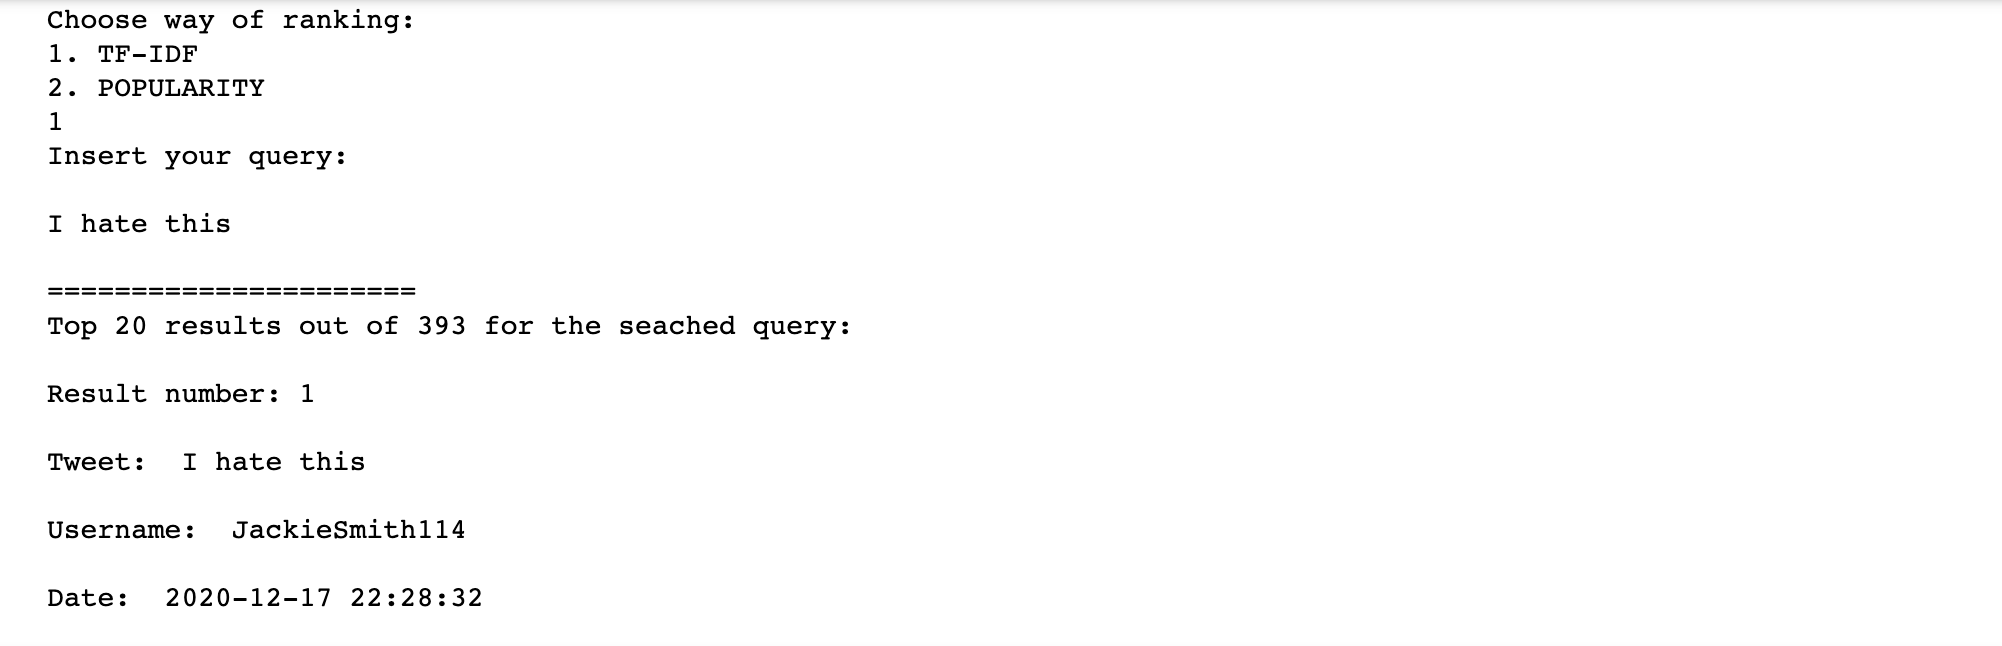 Choose way of ranking:
1. TF-IDF
2. POPULARITY
1
Insert your query:
I hate this
======================
Top 20 results out of 393 for the seached query:
Result number: 1
Tweet:  I hate this
Username:  JackieSmith114
Date:  2020-12-17 22:28:32